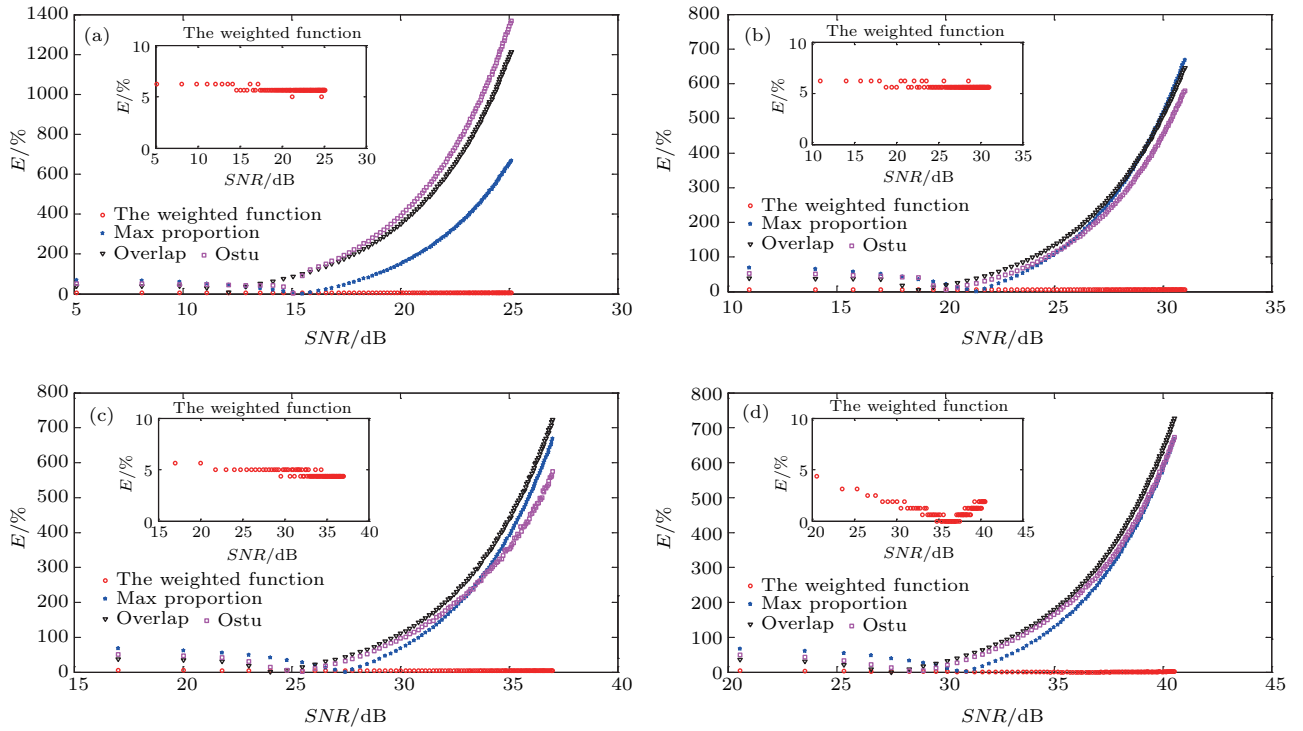 1400
1200
1000
800
600
400
200
0
E/%
(a)
The weighted function
10
5
0
E/%
5 10 15 20 25 30
SNR/dB
The weighted function
Max proportion
Overlap Ostu
5 10 15 20 25 30
SNR/dB
800
700
600
500
400
300
200
100
0
E/%
(b)
The weighted function
10
5
0
E/%
10 15 20 25 30 35
SNR/dB
The weighted function
Max proportion
Overlap Ostu
10 15 20 25 30 35
SNR/dB
800
700
600
500
400
300
200
100
0
E/%
(c)
The weighted function
10
5
0
E/%
15 20 25 30 35 40
SNR/dB
The weighted function
Max proportion
Overlap Ostu
15 20 25 30 35 40
SNR/dB
800
700
600
500
400
300
200
100
0
E/%
(d)
The weighted function
10
5
0
E/%
20 25 30 35 40 45
SNR/dB
The weighted function
Max proportion
Overlap Ostu
20 25 30 35 40 45
SNR/dB